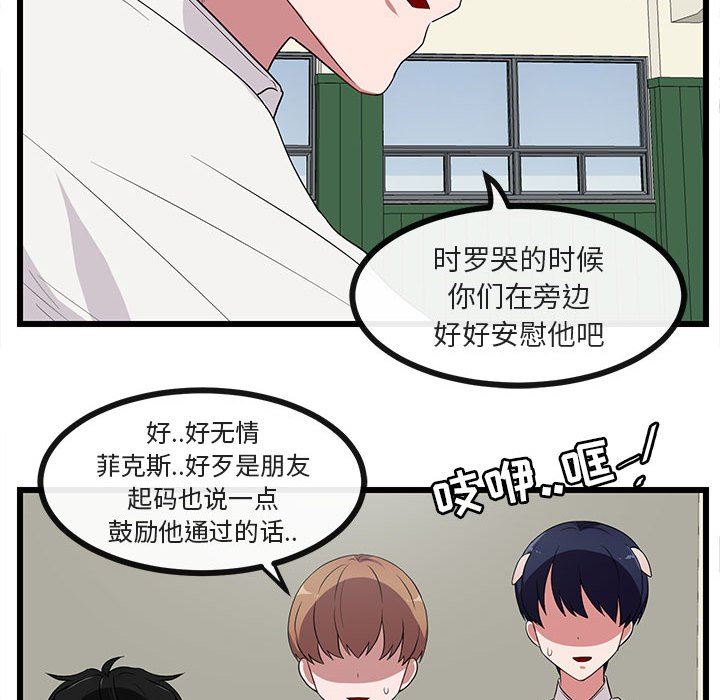 时罗哭的时候
你们在旁边
好好安慰他吧
好..好无情
菲克斯..好歹是朋友
起码也说一点
鼓励他通过的话..
吱咿..哐